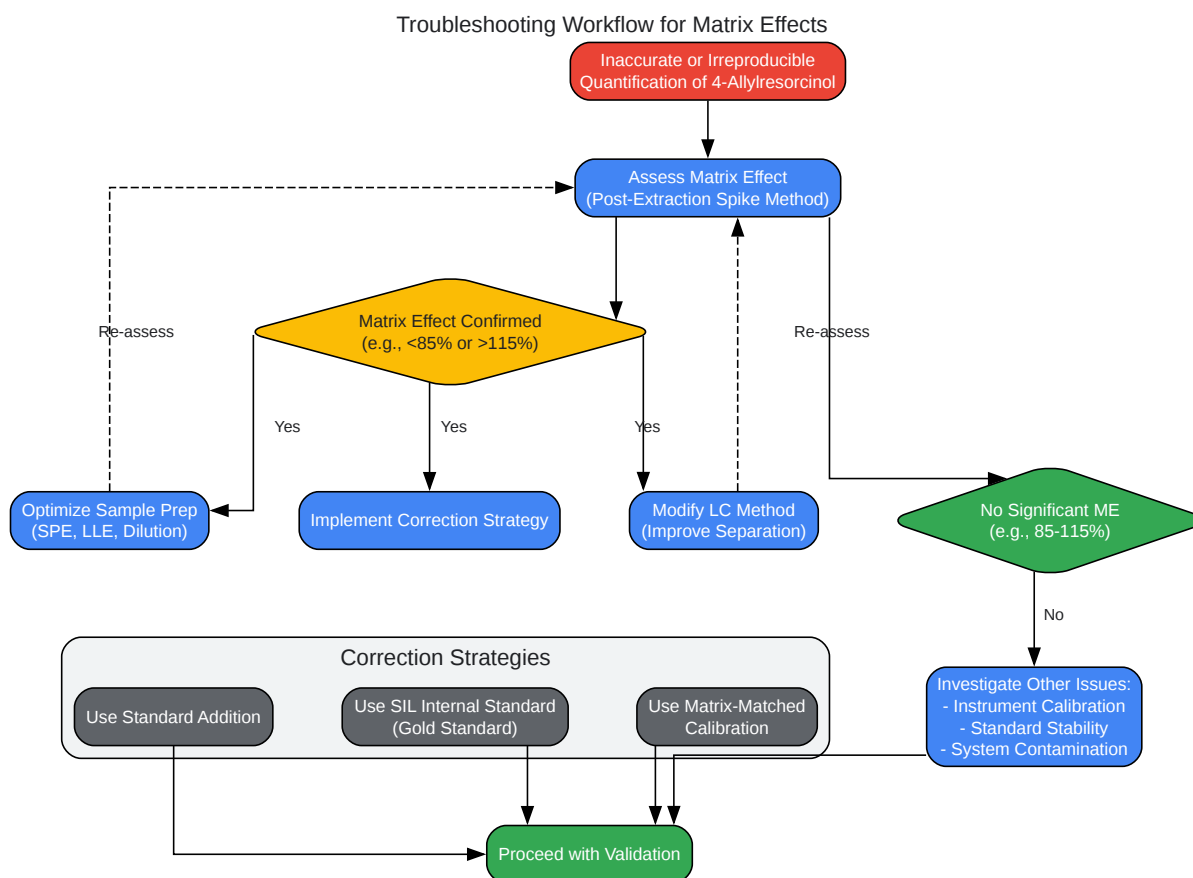 Troubleshooting Workflow for Matrix Effects
Inaccurate or Irreproducible
Quantification of 4-Allylresorcinol
Assess Matrix Effect
(Post-Extraction Spike Method)
Matrix Effect Confirmed
(e.g., <85% or >115%)
Re-assess
Re-assess
Yes
Yes
Yes
Optimize Sample Prep
(SPE, LLE, Dilution)
Implement Correction Strategy
Modify LC Method
(Improve Separation)
No Significant ME
(e.g., 85-115%)
No
Correction Strategies
Use Standard Addition
Use SIL Internal Standard
(Gold Standard)
Use Matrix-Matched
Calibration
Investigate Other Issues:
- Instrument Calibration
- Standard Stability
- System Contamination
Proceed with Validation